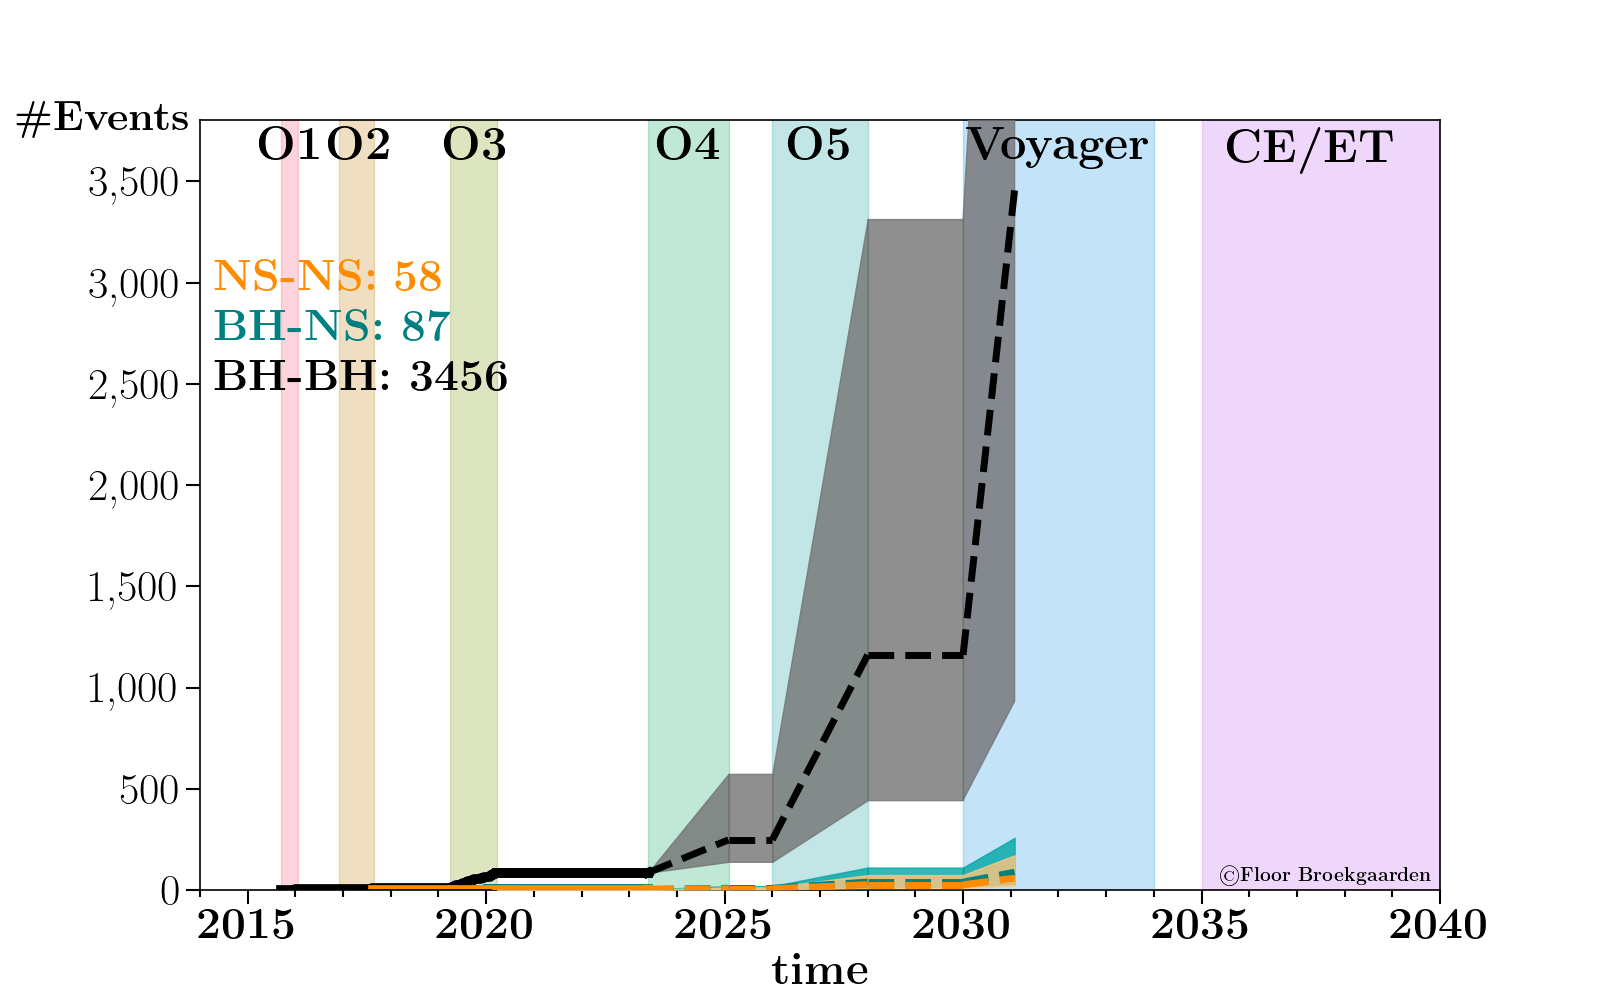 #Events
O1 O2 O3 O4 O5 Voyager CE/ET
3,500
3,000
2,500
2,000
1,500
1,000
500
0
NS-NS: 58
BH-NS: 87
BH-BH: 3456
©Floor Broekgaarden
2015 2020 2025 2030 2035 2040
time